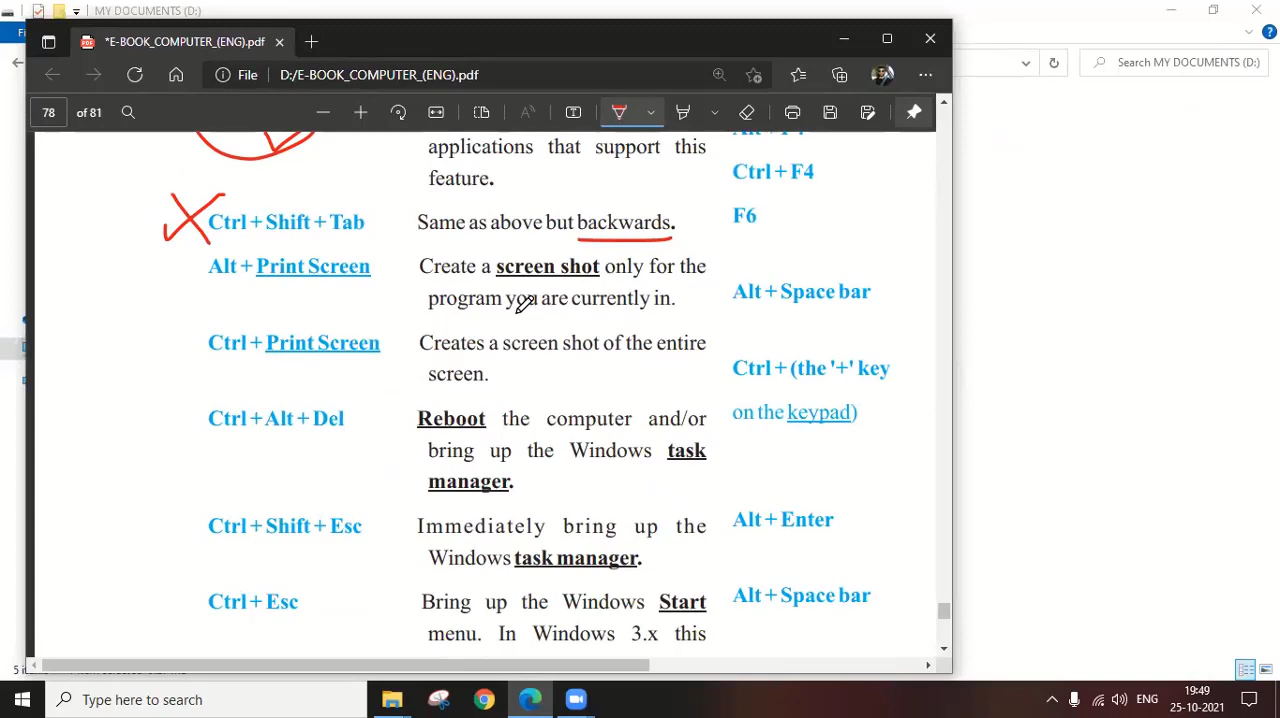 MY DOCUMENTS (D:)
*E-BOOK_COMPUTER_(ENG).pdf
File D:/E-BOOK_COMPUTER_(ENG).pdf
Search MY DOCUMENTS (D:)
78 of 81
applications that support this
feature.
Ctrl + F4
Ctrl + Shift + Tab Same as above but backwards.
F6
Alt + Print Screen Create a screen shot only for the
program you are currently in.
Alt + Space bar
Ctrl + Print Screen Creates a screen shot of the entire
screen.
Ctrl + (the '+' key
on the keypad)
Ctrl + Alt + Del Reboot the computer and/or
bring up the Windows task
manager.
Ctrl + Shift + Esc Immediately bring up the
Windows task manager.
Alt + Enter
Ctrl + Esc Bring up the Windows Start
menu. In Windows 3.x this
Alt + Space bar
Type here to search
ENG
19:49
25-10-2021